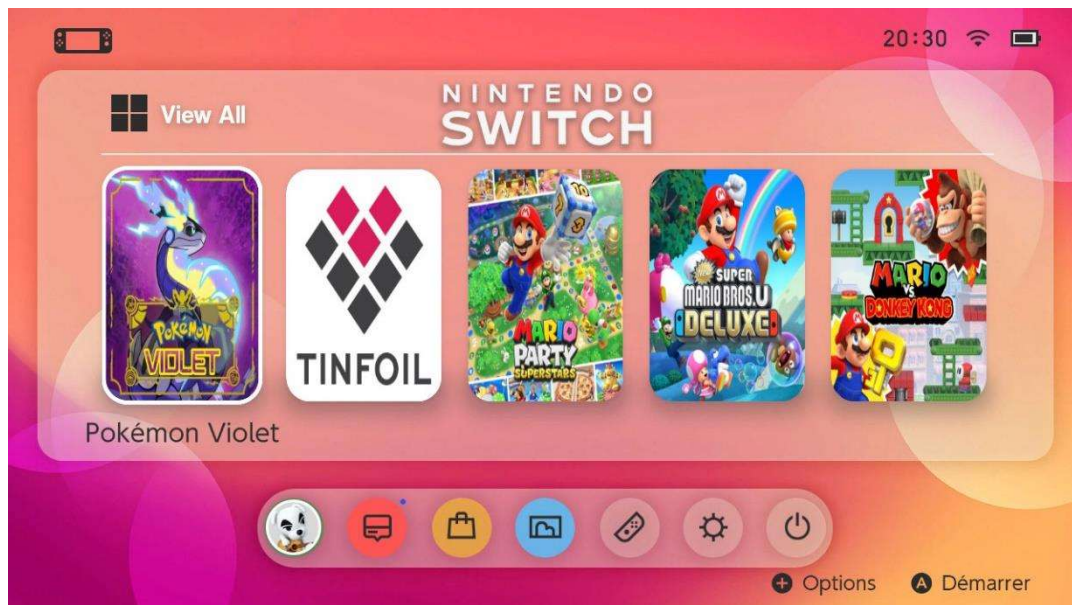 20:30
View All
NINTENDO
SWITCH
POKÉMON
VIOLET
TINFOIL
MARIO
PARTY
SUPERSTARS
NEW
SUPER
MARIO BROS. U
DELUXE
MARIO
VS
DONKEY KONG
Pokémon Violet
Options
A Démarrer